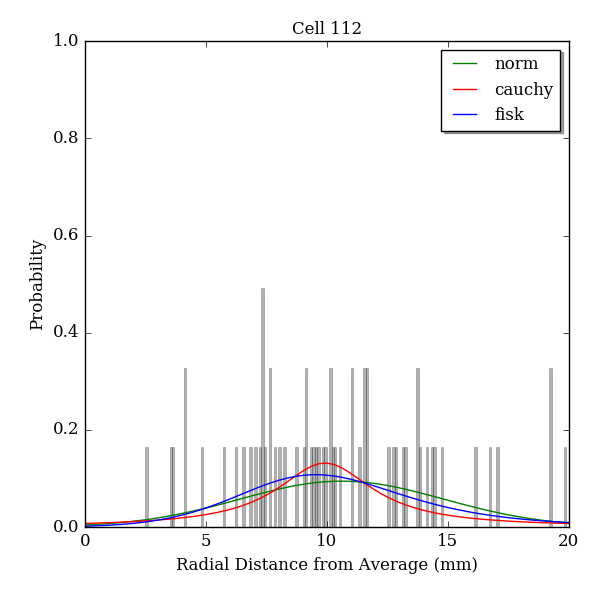 Cell 112
1.0
0.8
0.6
0.4
0.2
0.0
Probability
norm
cauchy
fisk
0 5 10 15 20
Radial Distance from Average (mm)